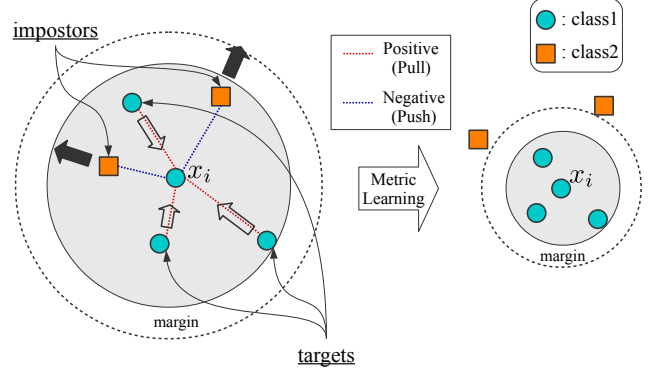 impostors
Positive
(Pull)
Negative
(Push)
: class1
: class2
x_i
margin
targets
Metric
Learning
x_i
margin